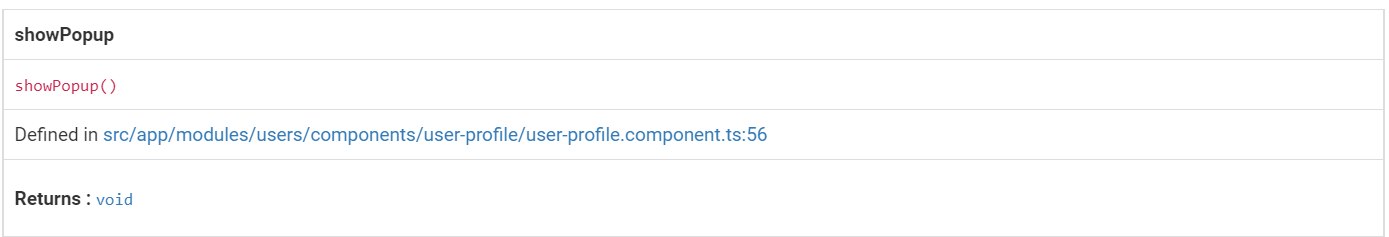 showPopup
showPopup()
Defined in src/app/modules/users/components/user-profile/user-profile.component.ts:56
Returns : void